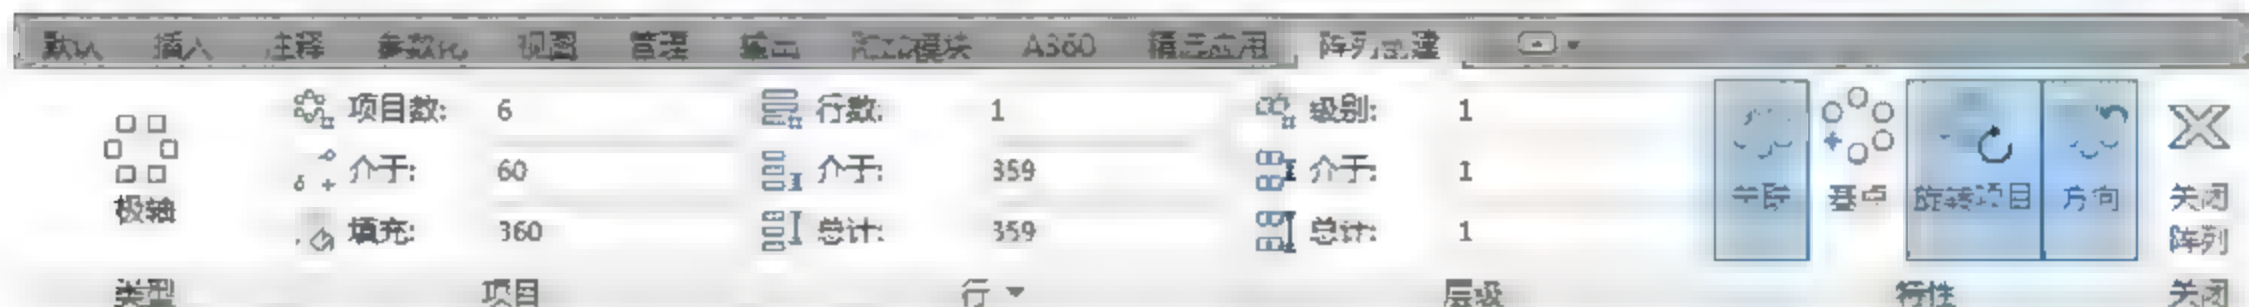 默认 插入 注释 参数化 视图 管理 输出 附加模块 A360 精选应用 阵列创建
项目数: 6 行数: 1 级别: 1
介于: 60 介于: 359 介于: 1
极轴 关联 基点 旋转项目 方向 关闭
填充: 360 总计: 359 总计: 1 阵列
类型 项目 行 层级 特性 关闭